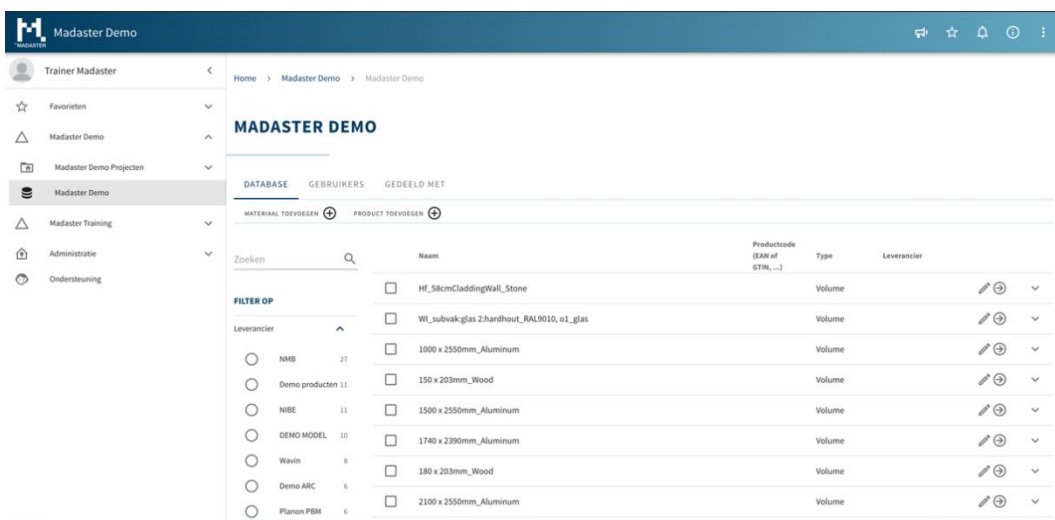 MADASTER
Madaster Demo
Trainer Madaster
Favorieten
Madaster Demo
Madaster Demo Projecten
Madaster Demo
Madaster Training
Administratie
Ondersteuning
Home > Madaster Demo > Madaster Demo
MADASTER DEMO
DATABASE GEBRUIKERS GEDEELD MET
MATERIAAL TOEVOEGEN PRODUCT TOEVOEGEN
Zoeken
FILTER OP
Leverancier
NMB 27
Demo producten 11
NIBE 11
DEMO MODEL 10
Wavin 8
Demo ARC 6
Planon PBM 6
Naam Productcode (EAN of GTIN, ...) Type Leverancier
Hf_58cmCladdingWall_Stone Volume
WI_subvak:glas 2:hardhout_RAL9010, o1_glas Volume
1000 x 2550mm_Aluminum Volume
150 x 203mm_Wood Volume
1500 x 2550mm_Aluminum Volume
1740 x 2390mm_Aluminum Volume
180 x 203mm_Wood Volume
2100 x 2550mm_Aluminum Volume